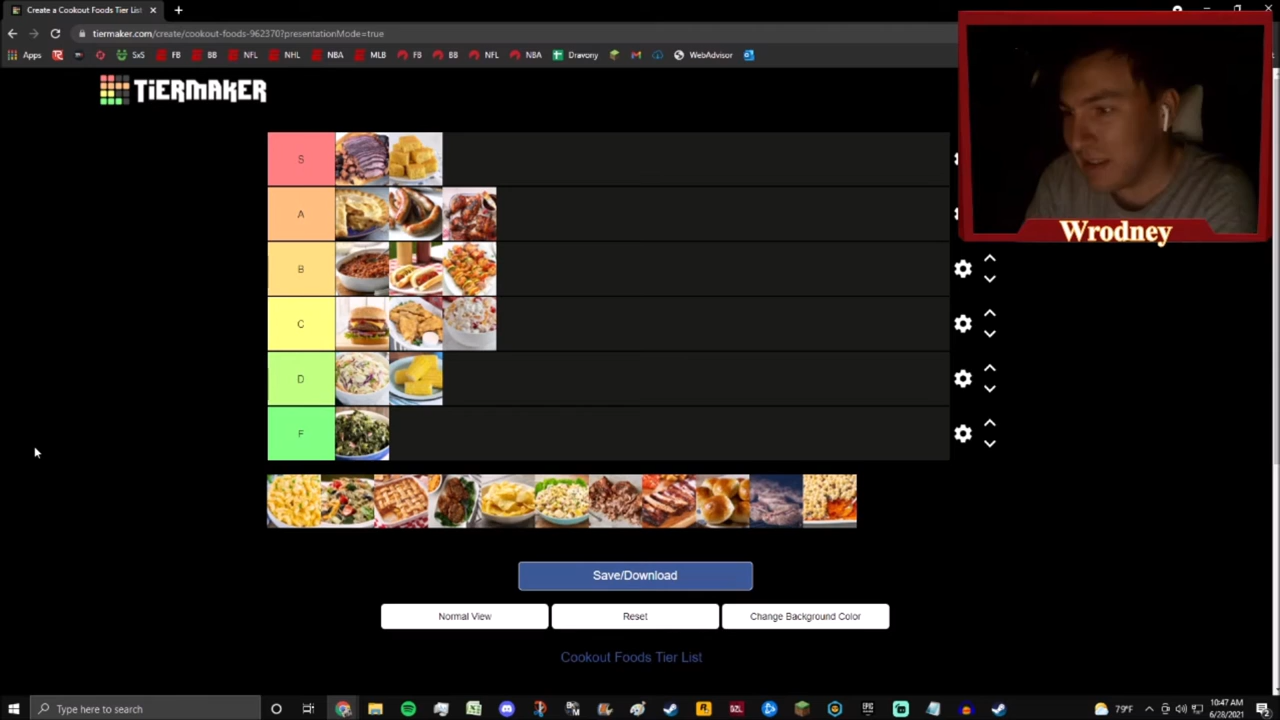 Create a Cookout Foods Tier List
tiermaker.com/create/cookout-foods-962370?presentationMode=true
Apps SxS FB BB NFL NHL NBA MLB FB BB NFL NBA Dravony WebAdvisor
TiERMAKER
Wrodney
S
A
B
C
D
F
Save/Download
Normal View Reset Change Background Color
Cookout Foods Tier List
Type here to search
79°F
10:47 AM
6/28/2021